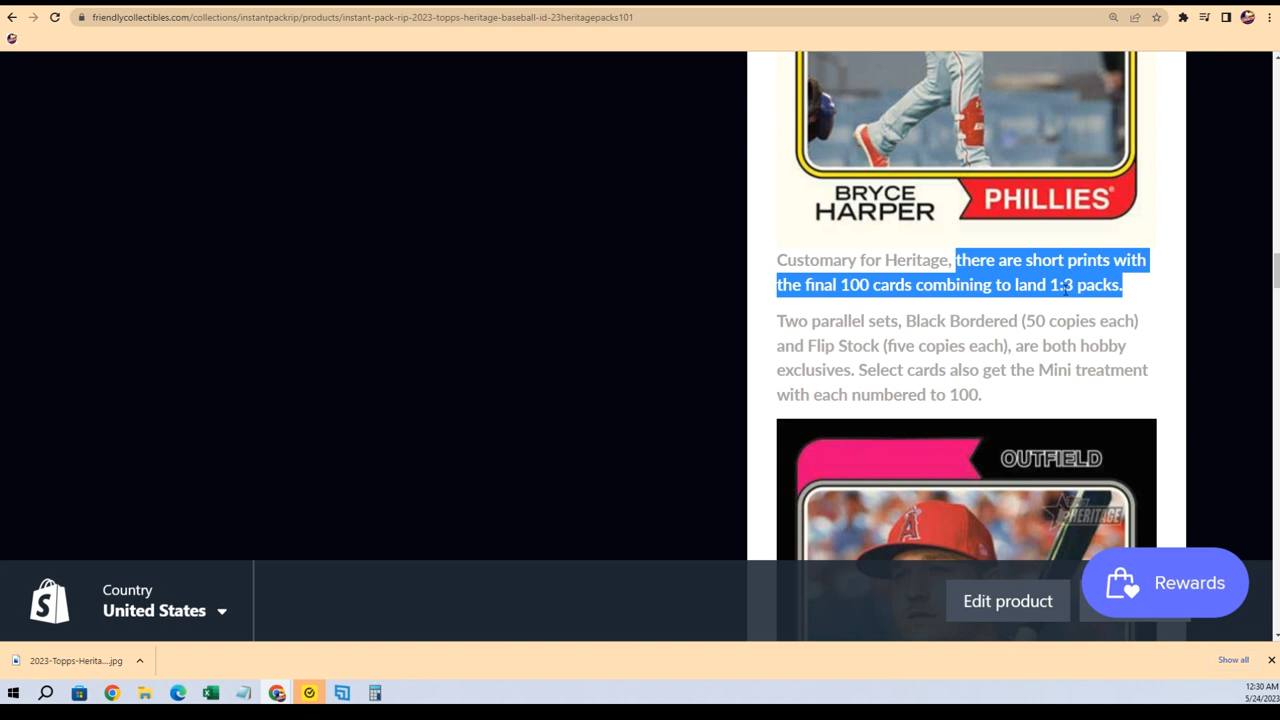 friendlycollectibles.com/collections/instantpackrip/products/instant-pack-rip-2023-topps-heritage-baseball-id-23heritagepacks101
BRYCE
HARPER
PHILLIES
Customary for Heritage, there are short prints with
the final 100 cards combining to land 1:3 packs.
Two parallel sets, Black Bordered (50 copies each)
and Flip Stock (five copies each), are both hobby
exclusives. Select cards also get the Mini treatment
with each numbered to 100.
OUTFIELD
HERITAGE
A
S
Country
United States
Edit product
Rewards
2023-Topps-Herita....jpg
Show all
12:30 AM
5/24/2023